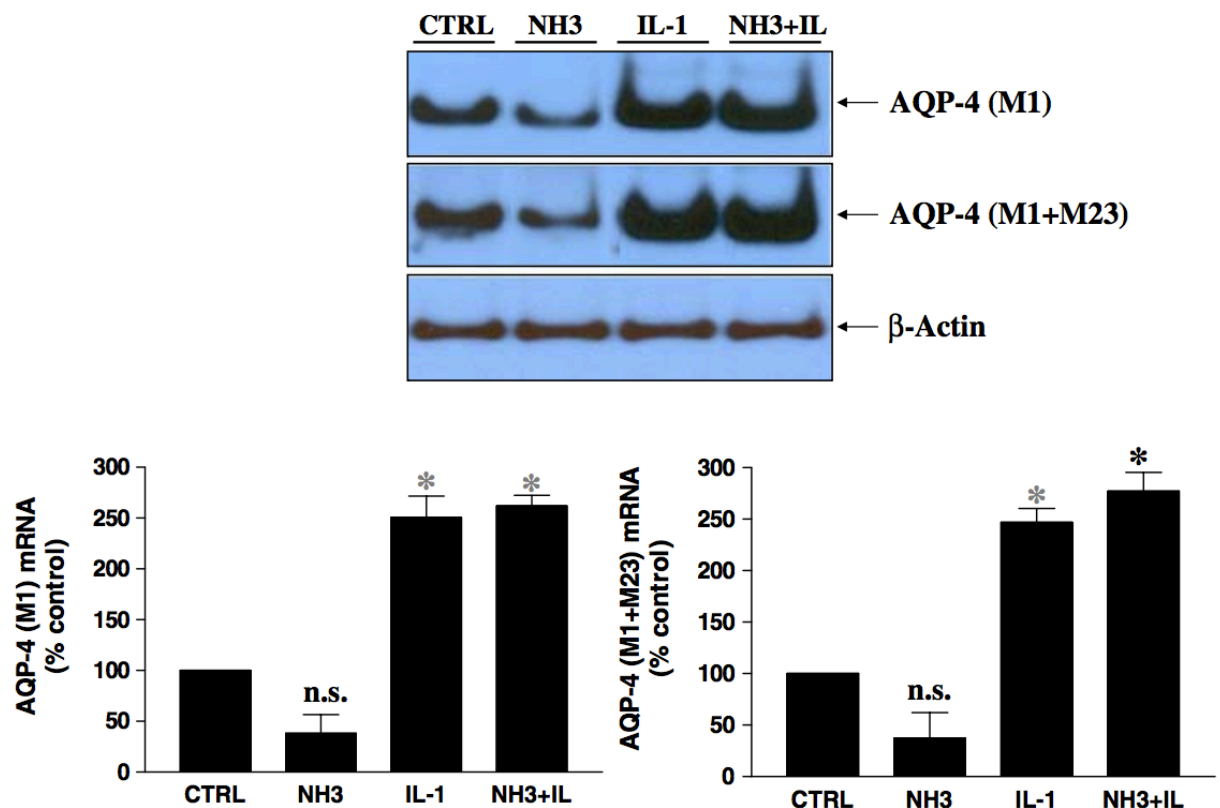 CTRL NH3 IL-1 NH3+IL
AQP-4 (M1)
AQP-4 (M1+M23)
β-Actin
AQP-4 (M1) mRNA
(% control)
300
250
200
150
100
50
0
n.s.
*
*
CTRL NH3 IL-1 NH3+IL
AQP-4 (M1+M23) mRNA
(% control)
300
250
200
150
100
50
0
n.s.
*
*
CTRL NH3 IL-1 NH3+IL